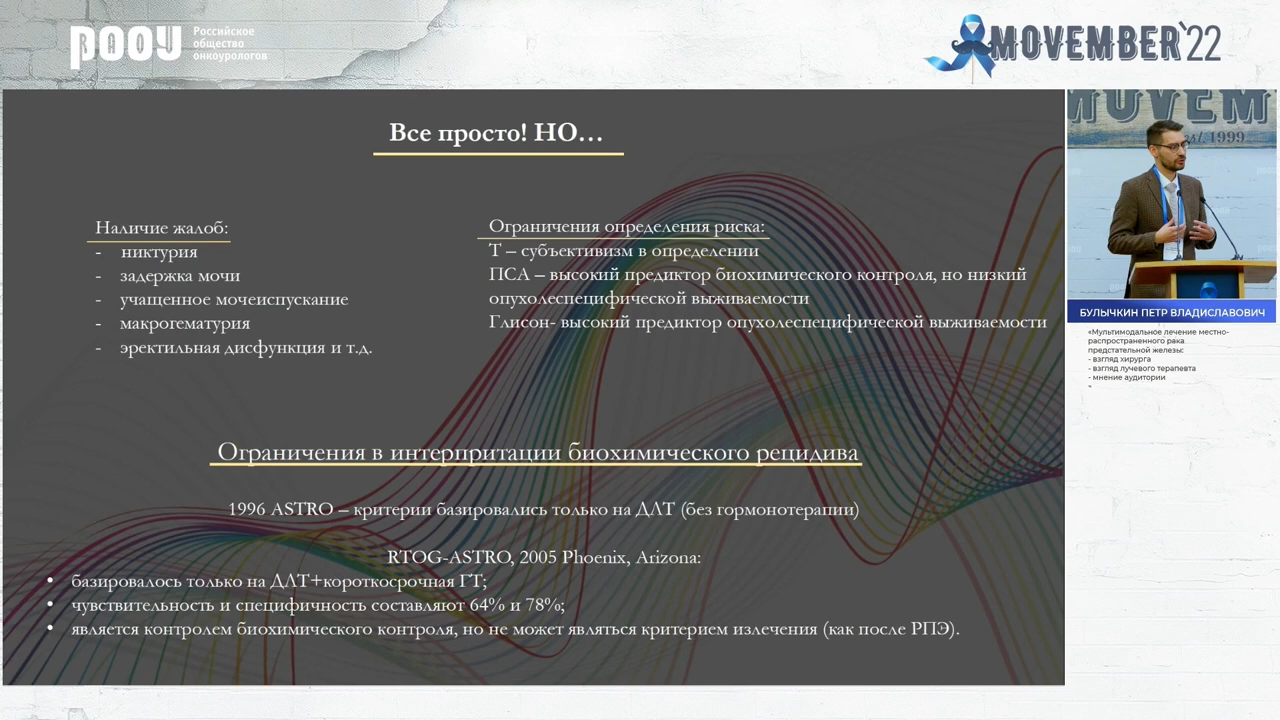 РООУ
Российское
общество
онкоурологов
MOVEMBER`22
Все просто! НО…
Наличие жалоб:
- никтурия
- задержка мочи
- учащенное мочеиспускание
- макрогематурия
- эректильная дисфункция и т.д.
Ограничения определения риска:
Т – субъективизм в определении
ПСА – высокий предиктор биохимического контроля, но низкий
опухолеспецифической выживаемости
Глисон- высокий предиктор опухолеспецифической выживаемости
Ограничения в интерпритации биохимического рецидива
1996 ASTRO – критерии базировались только на ДЛТ (без гормонотерапии)
RTOG-ASTRO, 2005 Phoenix, Arizona:
• базировалось только на ДЛТ+короткосрочная ГТ;
• чувствительность и специфичность составляют 64% и 78%;
• является контролем биохимического контроля, но не может являться критерием излечения (как после РПЭ).
MOVEM
1999
БУЛЫЧКИН ПЕТР ВЛАДИСЛАВОВИЧ
«Мультимодальное лечение местно-
распространенного рака
предстательной железы:
- взгляд хирурга
- взгляд лучевого терапевта
- мнение аудитории
»